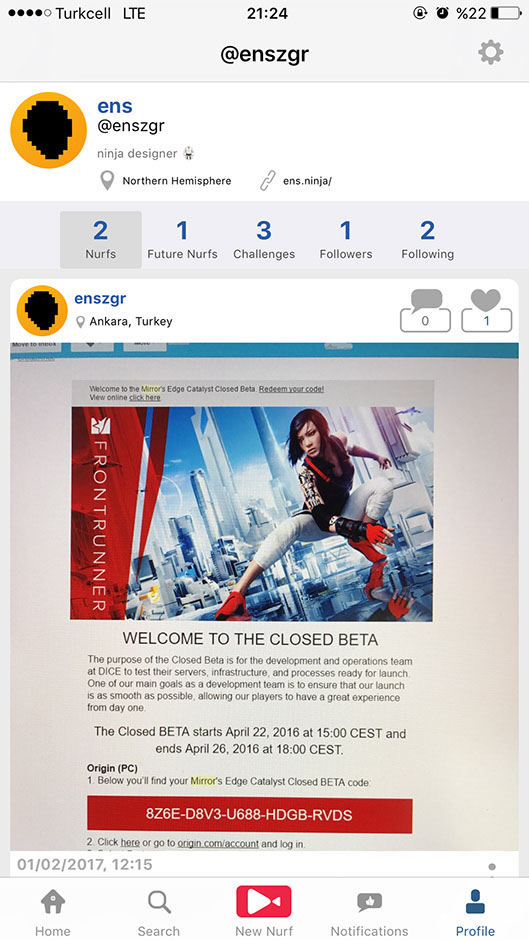 Turkcell LTE 21:24 %22
@enszgr
ens
@enszgr
ninja designer
Northern Hemisphere ens.ninja/
2 1 3 1 2
Nurfs Future Nurfs Challenges Followers Following
enszgr
Ankara, Turkey
0 1
Move to Inbox More
Welcome to the Mirror's Edge Catalyst Closed Beta. Redeem your code!
View online click here
FRONTRUNNER
WELCOME TO THE CLOSED BETA
The purpose of the Closed Beta is for the development and operations team
at DICE to test their servers, infrastructure, and processes ready for launch.
One of our main goals as a development team is to ensure that our launch
is as smooth as possible, allowing our players to have a great experience
from day one.
The Closed BETA starts April 22, 2016 at 15:00 CEST and
ends April 26, 2016 at 18:00 CEST.
Origin (PC)
1. Below you'll find your Mirror's Edge Catalyst Closed BETA code:
8Z6E-D8V3-U688-HDGB-RVDS
2. Click here or go to origin.com/account and log in.
01/02/2017, 12:15
Home Search New Nurf Notifications Profile